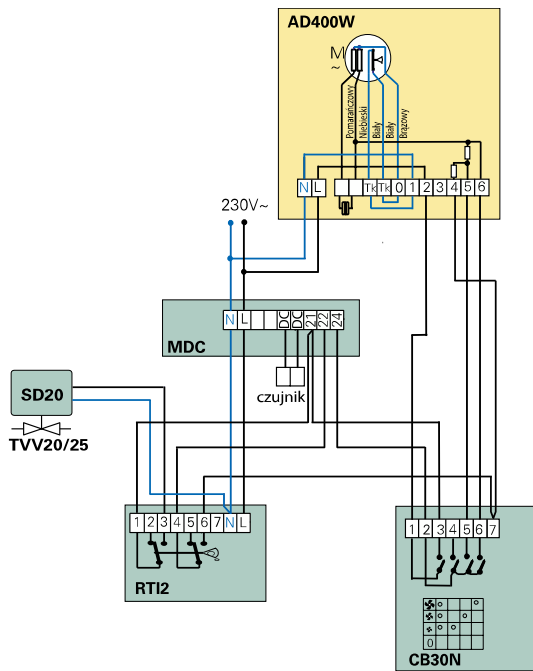 AD400W
M
~
Pomarańczowy
Niebieski
Biały
Biały
Brązowy
N L Tk Tk 0 1 2 3 4 5 6
230V~
N L DC DC 21 22 24
MDC
czujnik
SD20
TVV20/25
1 2 3 4 5 6 7 N L
RTI2
1 2 3 4 5 6 7
0
CB30N